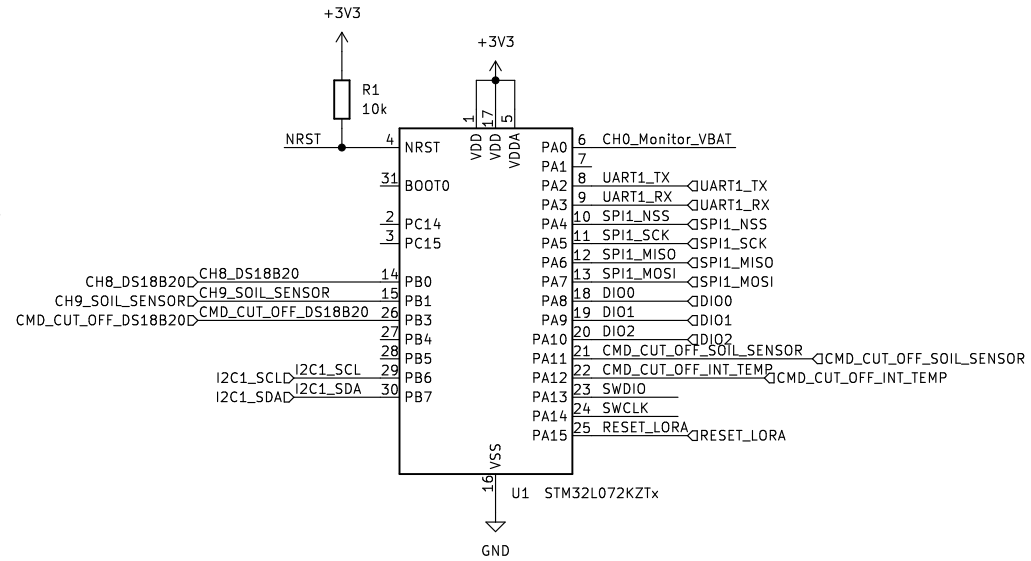 +3V3
+3V3
R1
10k
1 VDD
17 VDD
5 VDDA
NRST 4 NRST
PA0 6 CH0_Monitor_VBAT
PA1 7
31 BOOT0
PA2 8 UART1_TX UART1_TX
PA3 9 UART1_RX UART1_RX
2 PC14
PA4 10 SPI1_NSS SPI1_NSS
3 PC15
PA5 11 SPI1_SCK SPI1_SCK
PA6 12 SPI1_MISO SPI1_MISO
CH8_DS18B20 CH8_DS18B20 14 PB0
PA7 13 SPI1_MOSI SPI1_MOSI
CH9_SOIL_SENSOR CH9_SOIL_SENSOR 15 PB1
PA8 18 DIO0 DIO0
CMD_CUT_OFF_DS18B20 CMD_CUT_OFF_DS18B20 26 PB3
PA9 19 DIO1 DIO1
27 PB4
PA10 20 DIO2 DIO2
28 PB5
PA11 21 CMD_CUT_OFF_SOIL_SENSOR CMD_CUT_OFF_SOIL_SENSOR
I2C1_SCL I2C1_SCL 29 PB6
PA12 22 CMD_CUT_OFF_INT_TEMP CMD_CUT_OFF_INT_TEMP
I2C1_SDA I2C1_SDA 30 PB7
PA13 23 SWDIO
PA14 24 SWCLK
PA15 25 RESET_LORA RESET_LORA
VSS 16
U1 STM32L072KZTx
GND